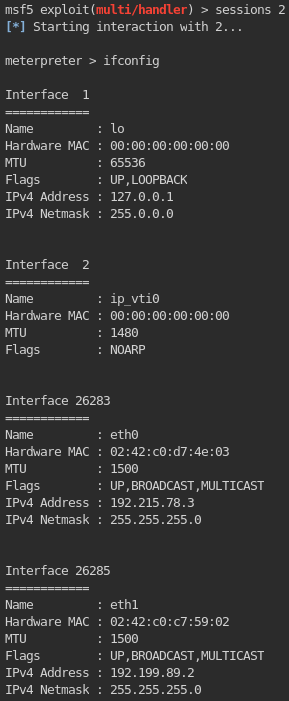 msf5 exploit(multi/handler) > sessions 2
[*] Starting interaction with 2...
meterpreter > ifconfig
Interface  1
============
Name         : lo
Hardware MAC : 00:00:00:00:00:00
MTU          : 65536
Flags        : UP,LOOPBACK
IPv4 Address : 127.0.0.1
IPv4 Netmask : 255.0.0.0
Interface  2
============
Name         : ip_vti0
Hardware MAC : 00:00:00:00:00:00
MTU          : 1480
Flags        : NOARP
Interface 26283
============
Name         : eth0
Hardware MAC : 02:42:c0:d7:4e:03
MTU          : 1500
Flags        : UP,BROADCAST,MULTICAST
IPv4 Address : 192.215.78.3
IPv4 Netmask : 255.255.255.0
Interface 26285
============
Name         : eth1
Hardware MAC : 02:42:c0:c7:59:02
MTU          : 1500
Flags        : UP,BROADCAST,MULTICAST
IPv4 Address : 192.199.89.2
IPv4 Netmask : 255.255.255.0